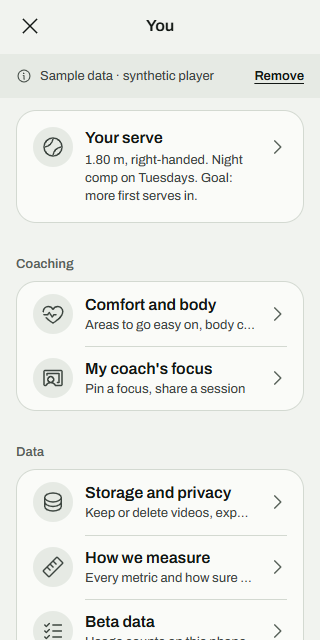 You
Sample data · synthetic player
Remove
Your serve
1.80 m, right-handed. Night
comp on Tuesdays. Goal:
more first serves in.
Coaching
Comfort and body
Areas to go easy on, body c…
My coach's focus
Pin a focus, share a session
Data
Storage and privacy
Keep or delete videos, exp…
How we measure
Every metric and how sure …
Beta data